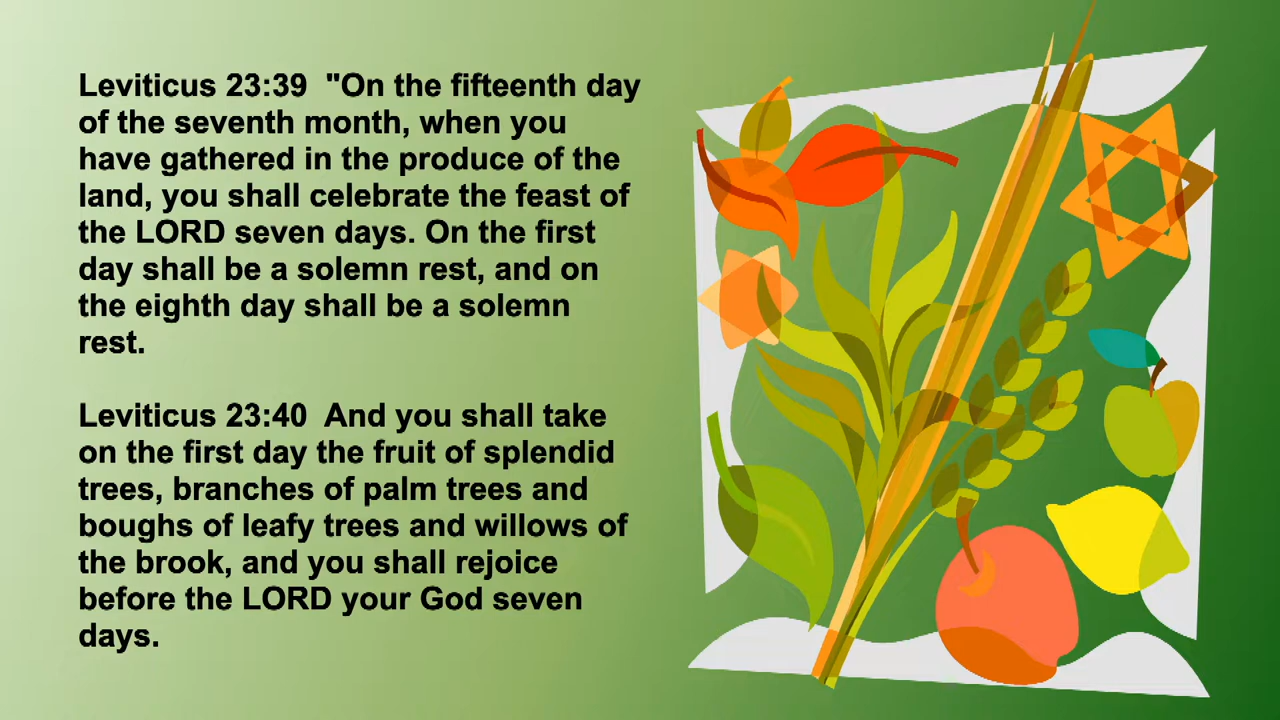 Leviticus 23:39  "On the fifteenth day
of the seventh month, when you
have gathered in the produce of the
land, you shall celebrate the feast of
the LORD seven days. On the first
day shall be a solemn rest, and on
the eighth day shall be a solemn
rest.
Leviticus 23:40  And you shall take
on the first day the fruit of splendid
trees, branches of palm trees and
boughs of leafy trees and willows of
the brook, and you shall rejoice
before the LORD your God seven
days.